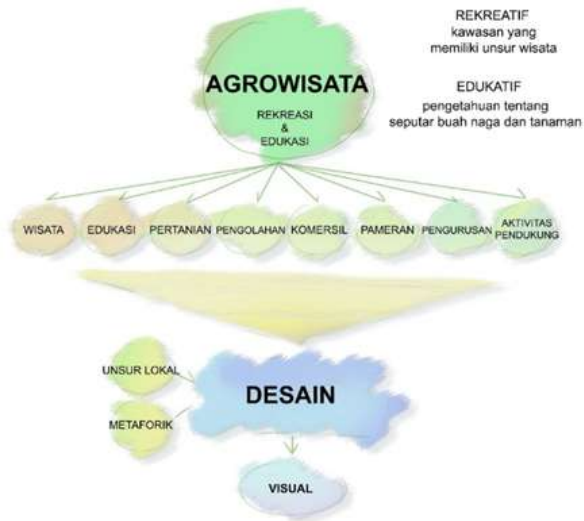 REKREATIF
kawasan yang
memiliki unsur wisata
AGROWISATA
REKREASI
&
EDUKASI
EDUKATIF
pengetahuan tentang
seputar buah naga dan tanaman
WISATA
EDUKASI
PERTANIAN
PENGOLAHAN
KOMERSIL
PAMERAN
PENGURUSAN
AKTIVITAS
PENDUKUNG
UNSUR LOKAL
METAFORIK
DESAIN
VISUAL